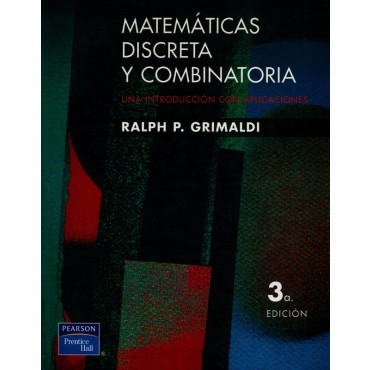 MATEMÁTICAS
DISCRETA
Y COMBINATORIA
UNA INTRODUCCIÓN CON APLICACIONES
RALPH P. GRIMALDI
3a.
EDICIÓN
PEARSON
Prentice
Hall